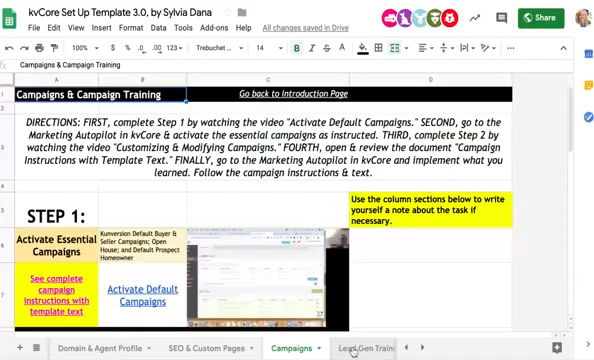 kvCore Set Up Template 3.0, by Sylvia Dana
File Edit View Insert Format Data Tools Add-ons Help All changes saved in Drive
Share
100% $ % .0 .00 123 Trebuchet ... 14 B
fx Campaigns & Campaign Training
A B C D
1 Campaigns & Campaign Training Go back to Introduction Page
2
3 DIRECTIONS: FIRST, complete Step 1 by watching the video "Activate Default
Campaigns." SECOND, go to the
Marketing Autopilot in kvCore & activate the essential campaigns as instructed. THIRD, complete Step 2 by
watching the video "Customizing & Modifying Campaigns." FOURTH, open & review the document "Campaign
Instructions with Template Text." FINALLY, go to the Marketing Autopilot in kvCore and implement what you
learned. Follow the campaign instructions & text.
4
5 STEP 1:
Use the column sections below to write
yourself a note about the task if
necessary.
6 Activate Essential
Campaigns
Kunversion Default Buyer &
Seller Campaigns; Open
House; and Default Prospect
Homeowner
7 See complete
campaign
instructions with
template text
Activate Default
Campaigns
Domain & Agent Profile SEO & Custom Pages Campaigns Lead Gen Traini